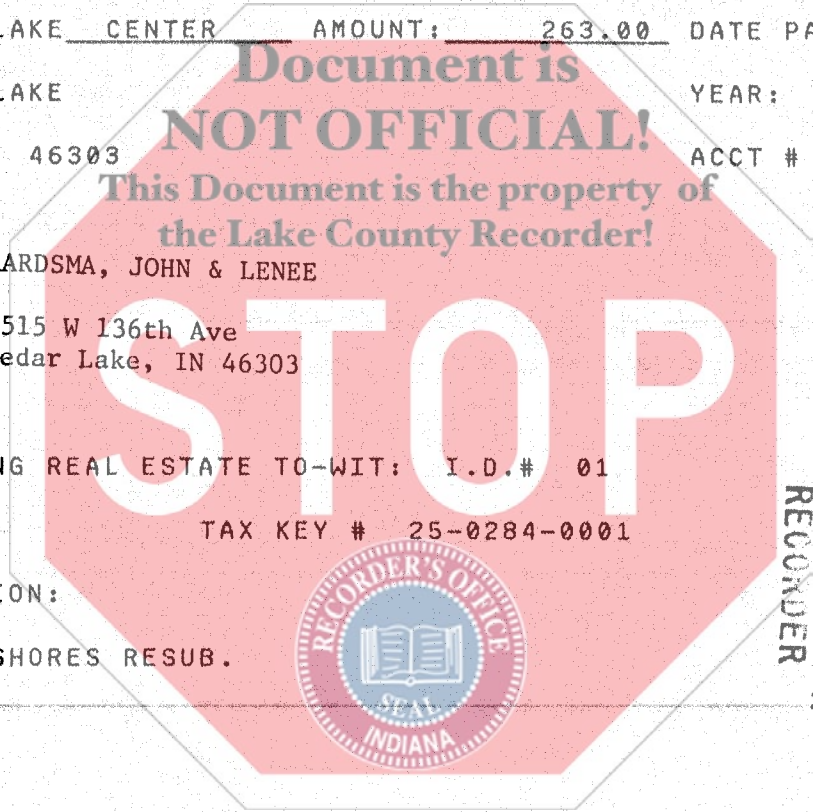 LAKE CENTER AMOUNT: 263.00 DATE PA
Document is
LAKE YEAR:
NOT OFFICIAL!
46303 ACCT #
This Document is the property of
the Lake County Recorder!
ARDSMA, JOHN & LENEE
515 W 136th Ave
edar Lake, IN 46303
STOP
NG REAL ESTATE TO-WIT: I.D.# 01
TAX KEY # 25-0284-0001
RECORDER
ION:
SHORES RESUB.
RECORDER'S OFFICE
SEAL
INDIANA